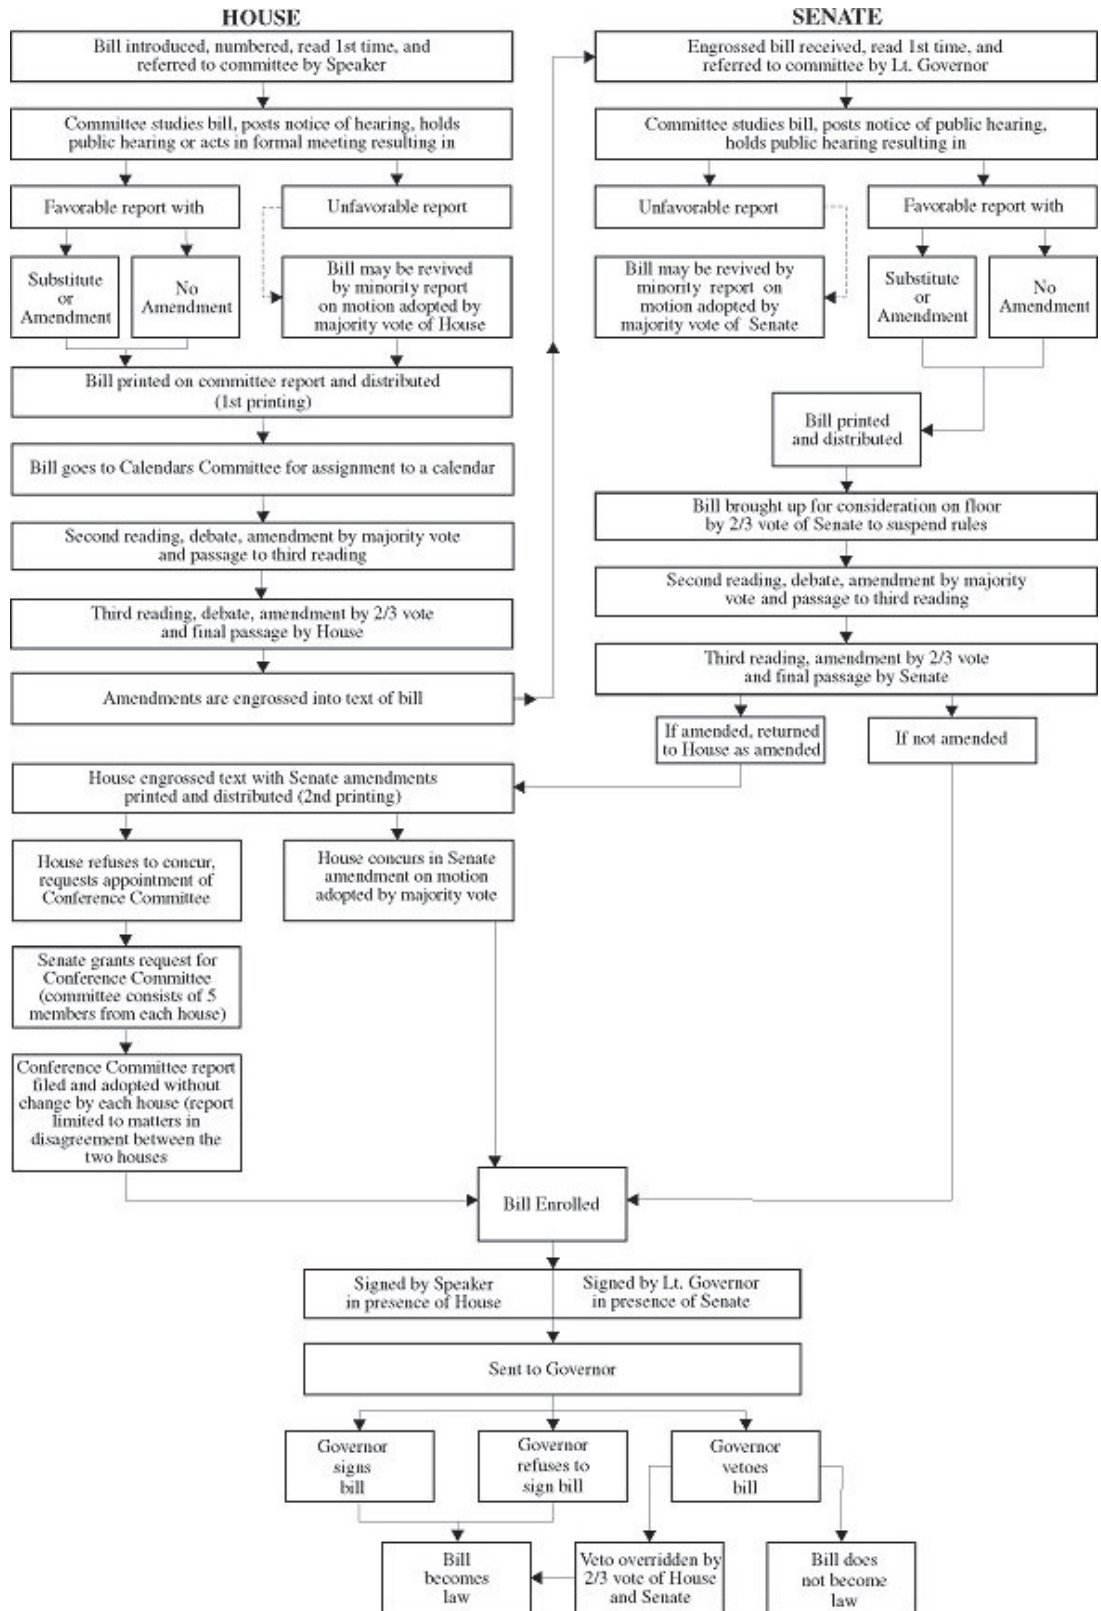 HOUSE
Bill introduced, numbered, read 1st time, and
referred to committee by Speaker
Committee studies bill, posts notice of hearing, holds
public hearing or acts in formal meeting resulting in
Favorable report with
Unfavorable report
Substitute
or
Amendment
No
Amendment
Bill may be revived
by minority report
on motion adopted by
majority vote of House
Bill printed on committee report and distributed
(1st printing)
Bill goes to Calendars Committee for assignment to a calendar
Second reading, debate, amendment by majority vote
and passage to third reading
Third reading, debate, amendment by 2/3 vote
and final passage by House
Amendments are engrossed into text of bill
SENATE
Engrossed bill received, read 1st time, and
referred to committee by Lt. Governor
Committee studies bill, posts notice of public hearing,
holds public hearing resulting in
Unfavorable report
Favorable report with
Bill may be revived by
minority report on
motion adopted by
majority vote of Senate
Substitute
or
Amendment
No
Amendment
Bill printed
and distributed
Bill brought up for consideration on floor
by 2/3 vote of Senate to suspend rules
Second reading, debate, amendment by majority
vote and passage to third reading
Third reading, amendment by 2/3 vote
and final passage by Senate
If amended, returned
to House as amended
If not amended
House engrossed text with Senate amendments
printed and distributed (2nd printing)
House refuses to concur,
requests appointment of
Conference Committee
House concurs in Senate
amendment on motion
adopted by majority vote
Senate grants request for
Conference Committee
(committee consists of 5
members from each house)
Conference Committee report
filed and adopted without
change by each house (report
limited to matters in
disagreement between the
two houses
Bill Enrolled
Signed by Speaker
in presence of House
Signed by Lt. Governor
in presence of Senate
Sent to Governor
Governor
signs
bill
Governor
refuses to
sign bill
Governor
vetoes
bill
Bill
becomes
law
Veto overridden by
2/3 vote of House
and Senate
Bill does
not become
law